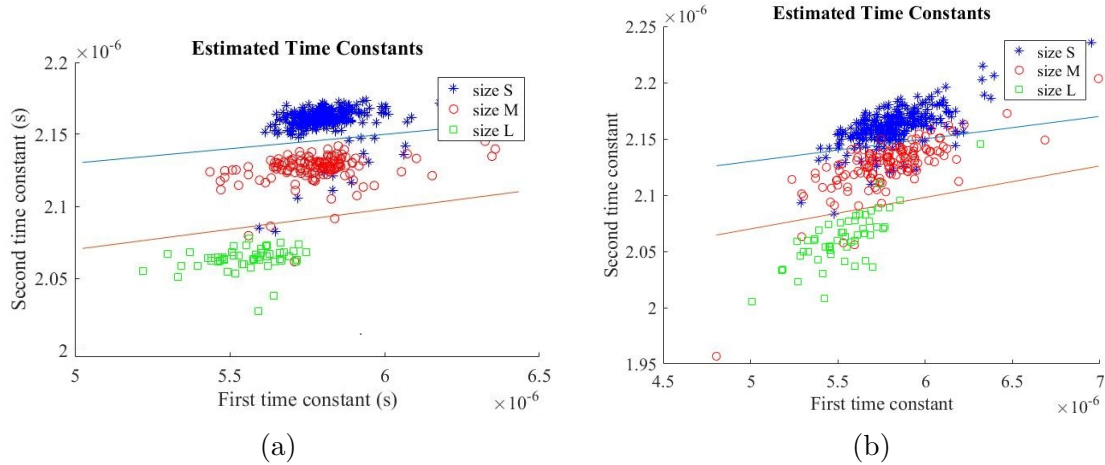 Estimated Time Constants
×10⁻⁶
2.2
2.15
2.1
2.05
2
Second time constant (s)
size S
size M
size L
5
5.5
6
6.5
×10⁻⁶
First time constant (s)
(a)
Estimated Time Constants
×10⁻⁶
2.25
2.2
2.15
2.1
2.05
2
1.95
Second time constant
size S
size M
size L
4.5
5
5.5
6
6.5
7
×10⁻⁶
First time constant
(b)